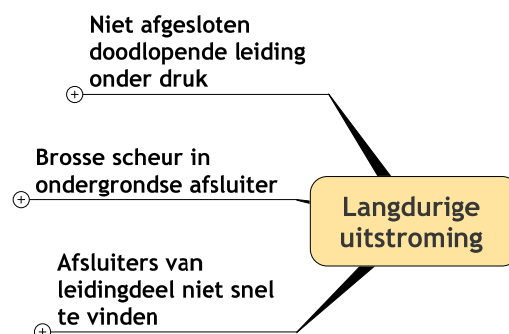 Niet afgesloten
doodlopende leiding
onder druk
Brosse scheur in
ondergrondse afsluiter
Langdurige
uitstroming
Afsluiters van
leidingdeel niet snel
te vinden